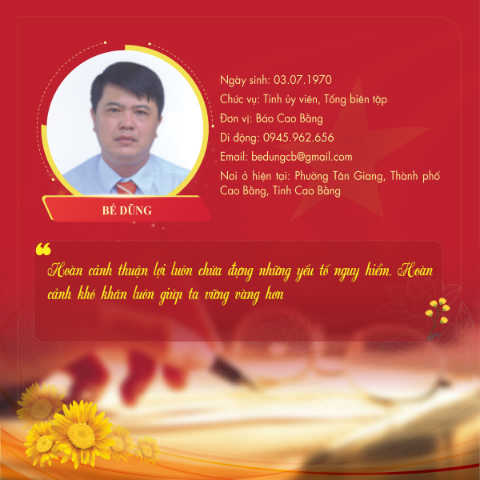 Ngày sinh: 03.07.1970
Chức vụ: Tỉnh ủy viên, Tổng biên tập
Đơn vị: Báo Cao Bằng
Di động: 0945.962.656
Email: bedungcb@gmail.com
Nơi ở hiện tại: Phường Tân Giang, Thành phố
Cao Bằng, Tỉnh Cao Bằng
BẾ DŨNG
Hoàn cảnh thuận lợi luôn chứa đựng những yếu tố nguy hiểm. Hoàn
cảnh khó khăn luôn giúp ta vững vàng hơn